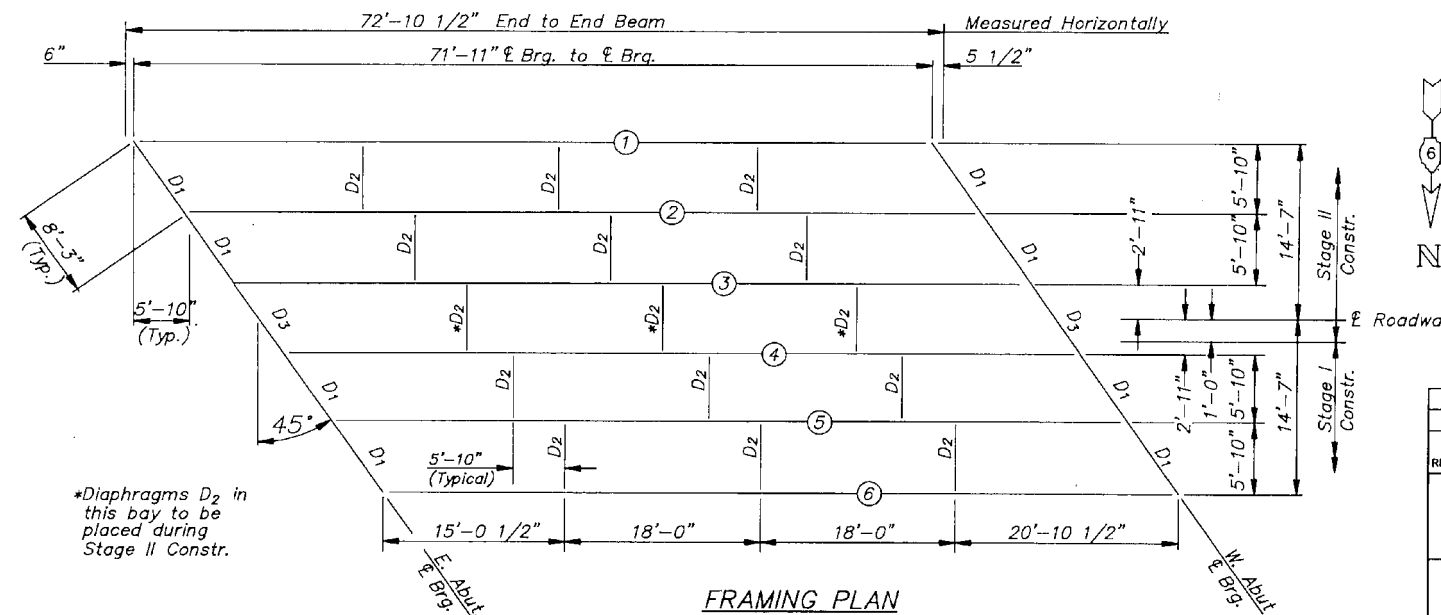 72'-10 1/2" End to End Beam
Measured Horizontally
6"
71'-11" ℄ Brg. to ℄ Brg.
5 1/2"
1
D1
D2
D2
D2
D1
5'-10"
6
N
8'-3"
(Typ.)
2
D1
D2
D2
D2
D1
2'-11"
5'-10"
14'-7"
Stage II
Constr.
3
5'-10"
(Typ.)
D3
*D2
*D2
*D2
D3
℄ Roadwa
4
D1
D2
D2
D2
D1
2'-11"
1'-0"
5'-10"
14'-7"
Stage I
Constr.
45°
5
5'-10"
(Typical)
D1
D2
D2
D2
D1
5'-10"
6
*Diaphragms D2 in
this bay to be
placed during
Stage II Constr.
15'-0 1/2"
18'-0"
18'-0"
20'-10 1/2"
E. Abut
℄ Brg.
W. Abut
℄ Brg.
FRAMING PLAN